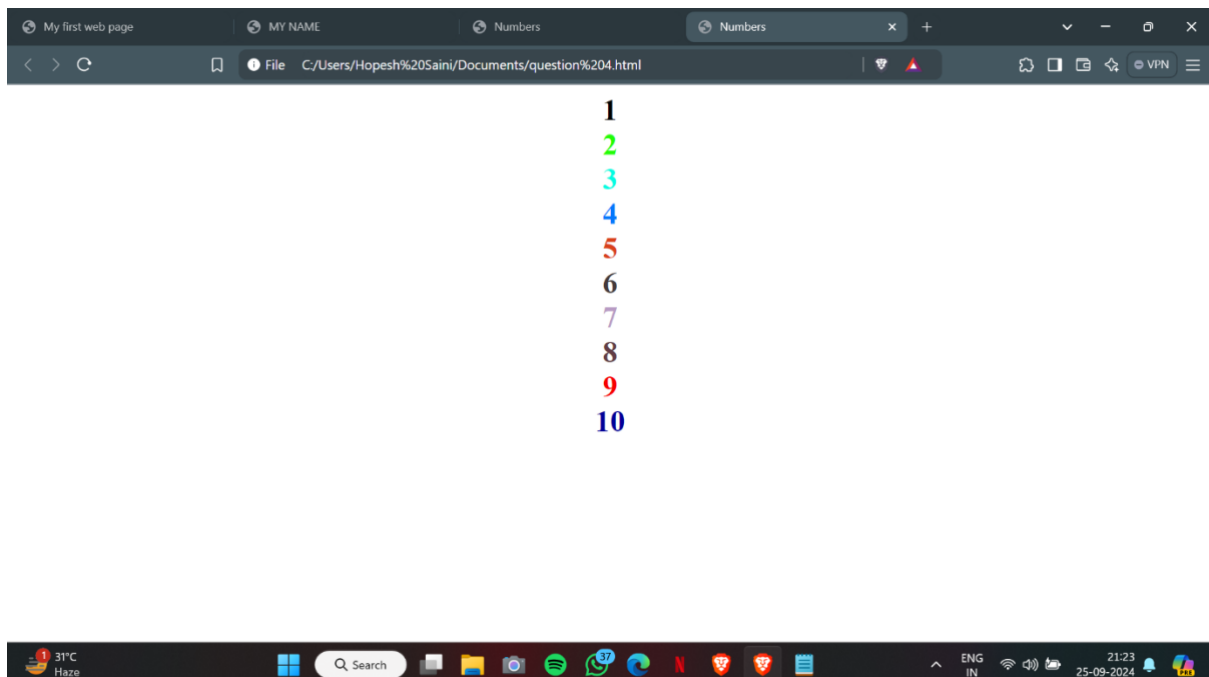 My first web page MY NAME Numbers Numbers
File C:/Users/Hopesh%20Saini/Documents/question%204.html VPN
1
2
3
4
5
6
7
8
9
10
1 31°C
Haze
Search
37
N
ENG
IN
21:23
25-09-2024
PRE